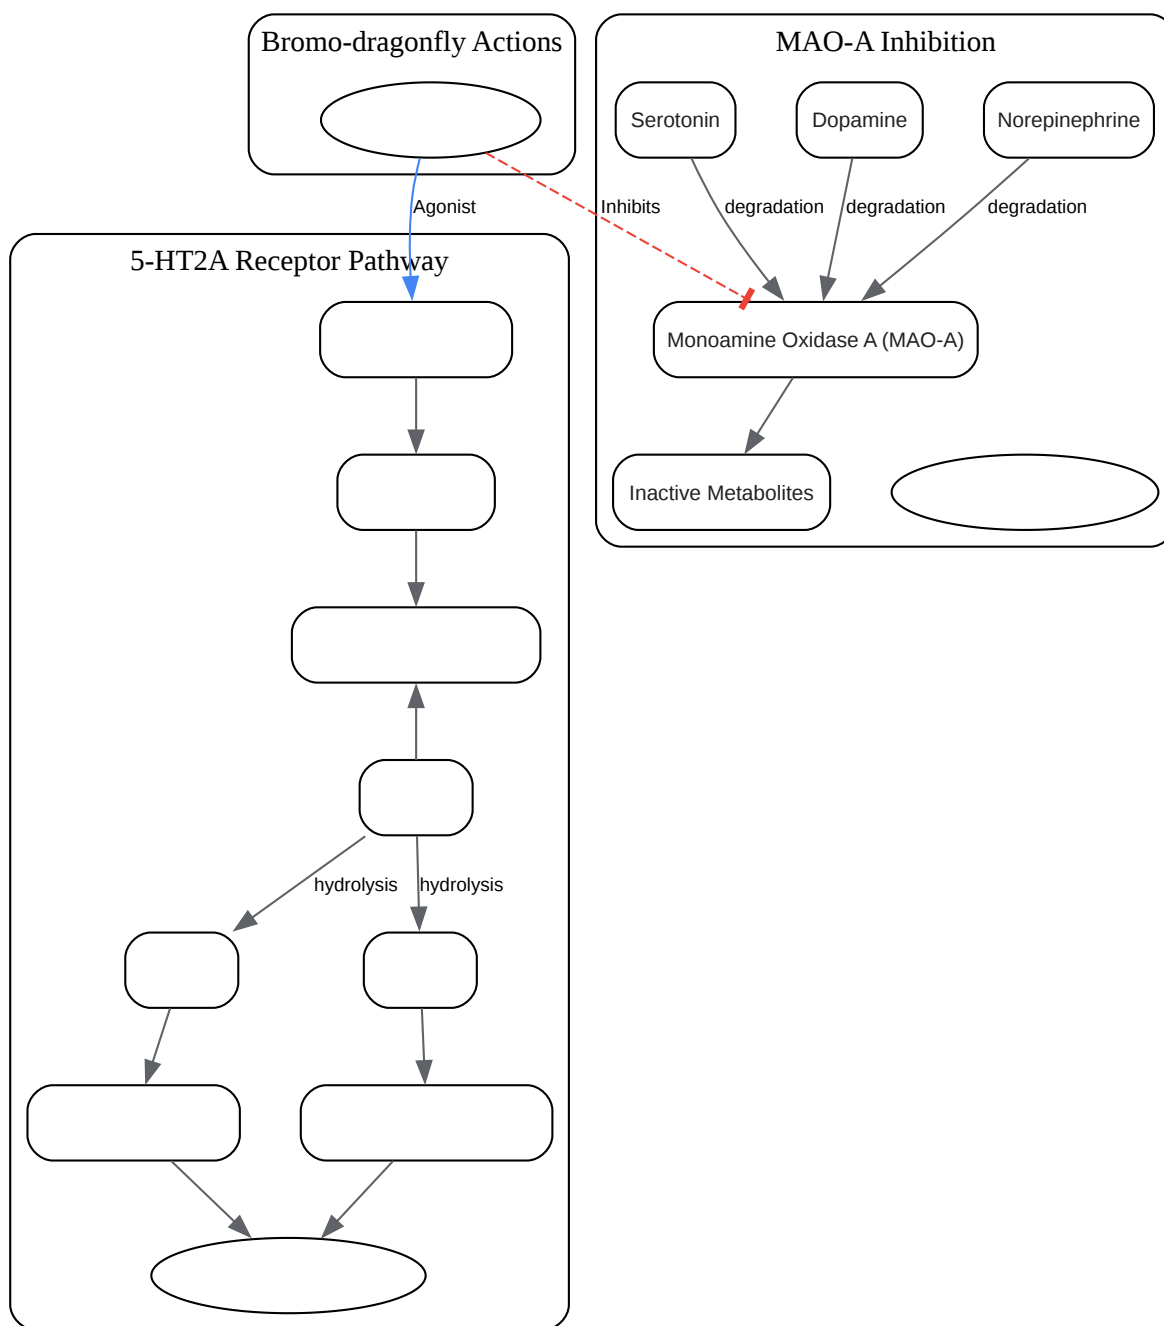 Bromo-dragonfly Actions
MAO-A Inhibition
Serotonin
Dopamine
Norepinephrine
Agonist
Inhibits
degradation
degradation
degradation
5-HT2A Receptor Pathway
Monoamine Oxidase A (MAO-A)
Inactive Metabolites
hydrolysis
hydrolysis